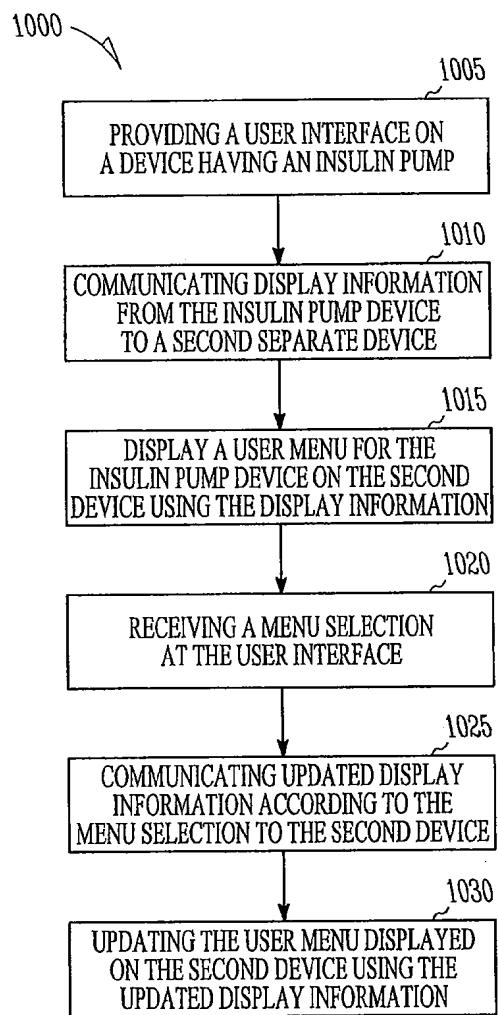 1000
1005
PROVIDING A USER INTERFACE ON
A DEVICE HAVING AN INSULIN PUMP
1010
COMMUNICATING DISPLAY INFORMATION
FROM THE INSULIN PUMP DEVICE
TO A SECOND SEPARATE DEVICE
1015
DISPLAY A USER MENU FOR THE
INSULIN PUMP DEVICE ON THE SECOND
DEVICE USING THE DISPLAY INFORMATION
1020
RECEIVING A MENU SELECTION
AT THE USER INTERFACE
1025
COMMUNICATING UPDATED DISPLAY
INFORMATION ACCORDING TO THE
MENU SELECTION TO THE SECOND DEVICE
1030
UPDATING THE USER MENU DISPLAYED
ON THE SECOND DEVICE USING THE
UPDATED DISPLAY INFORMATION